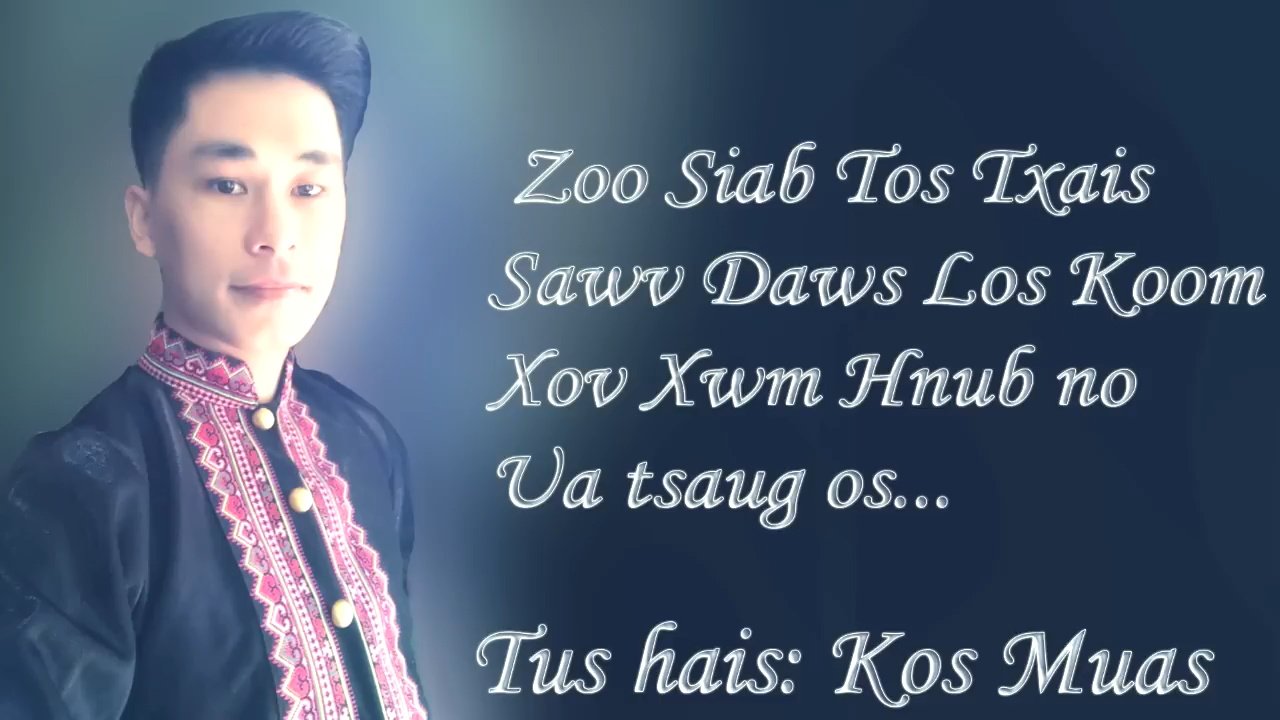 Zoo Siab Tos Txais
Sawv Daws Los Koom
Xov Xwm Hnub no
Ua tsaug os...
Tus hais: Kos Muas